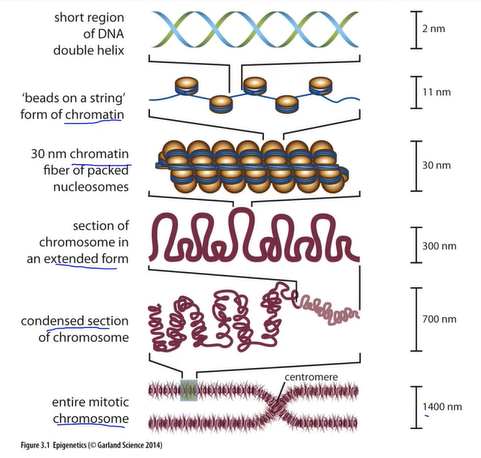 short region
of DNA
double helix
2 nm
'beads on a string'
form of chromatin
11 nm
30 nm chromatin
fiber of packed
nucleosomes
30 nm
section of
chromosome in
an extended form
300 nm
condensed section
of chromosome
700 nm
centromere
entire mitotic
chromosome
1400 nm
Figure 3.1 Epigenetics (© Garland Science 2014)